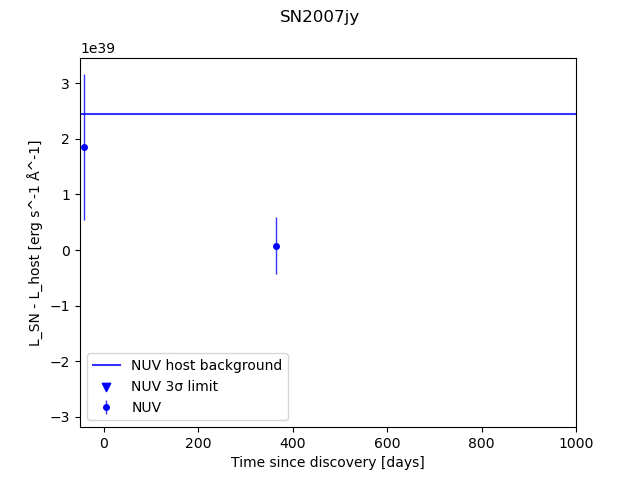 SN2007jy
1e39
L_SN - L_host [erg s^-1 Å^-1]
3
2
1
0
−1
−2
−3
NUV host background
NUV 3σ limit
NUV
0
200
400
600
800
1000
Time since discovery [days]